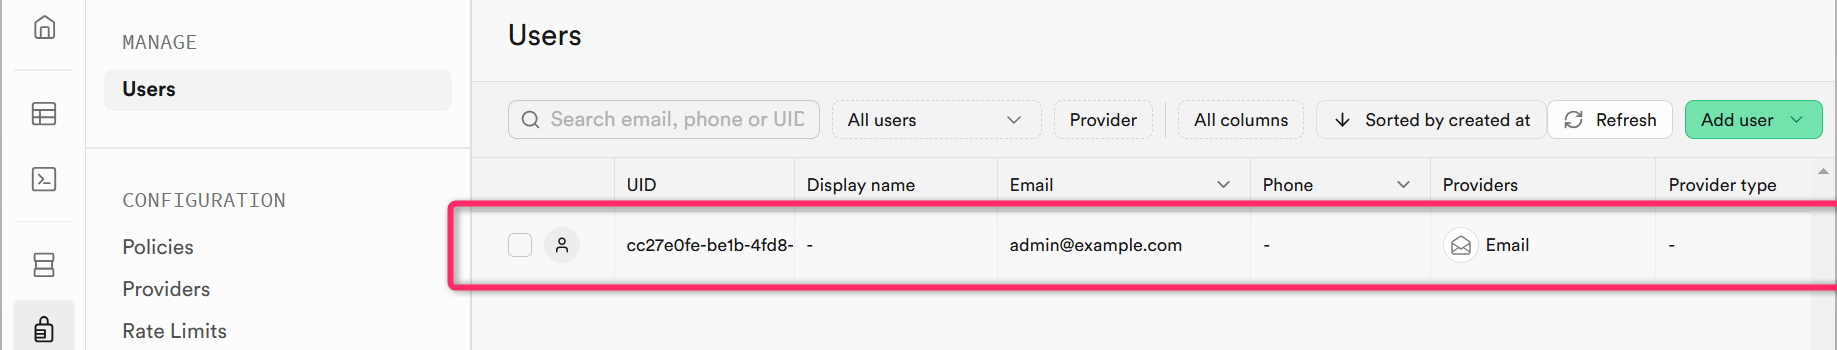 MANAGE
Users
CONFIGURATION
Policies
Providers
Rate Limits
Users
Search email, phone or UID
All users
Provider
All columns
Sorted by created at
Refresh
Add user
UID Display name Email Phone Providers Provider type
cc27e0fe-be1b-4fd8- - admin@example.com - Email -